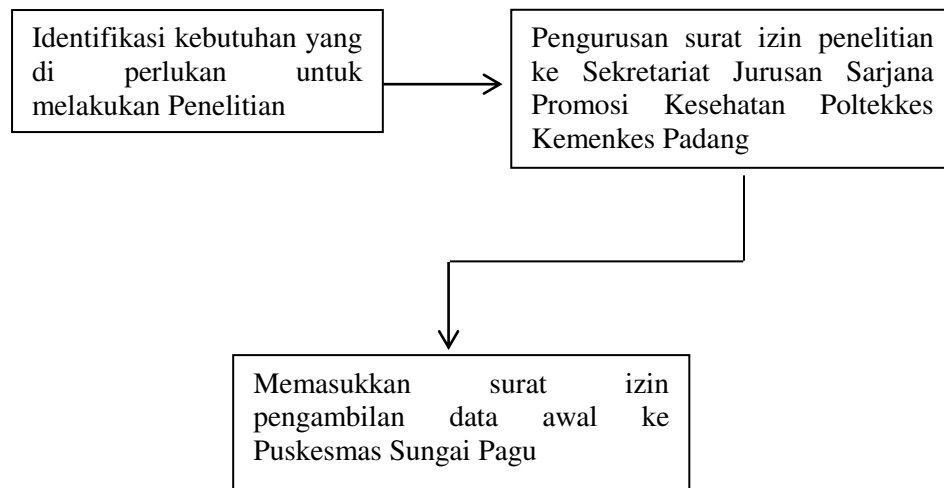 Identifikasi kebutuhan yang
di perlukan untuk
melakukan Penelitian
Pengurusan surat izin penelitian
ke Sekretariat Jurusan Sarjana
Promosi Kesehatan Poltekkes
Kemenkes Padang
Memasukkan surat izin
pengambilan data awal ke
Puskesmas Sungai Pagu